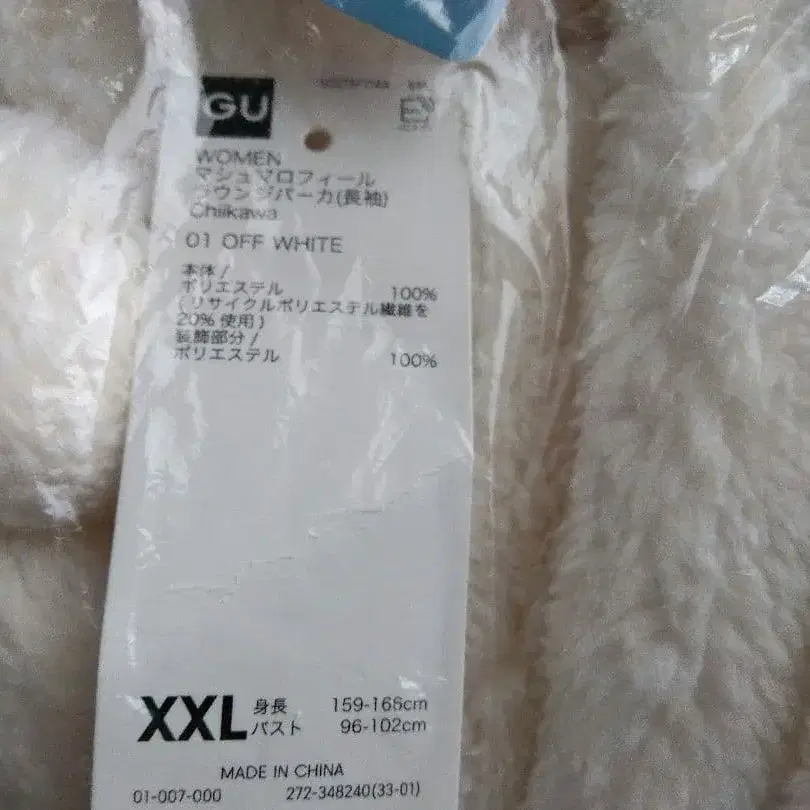 GU
WOMEN
マシュマロフィール
ラウンジパーカ(長袖)
Chiikawa
01 OFF WHITE
本体 /
ポリエステル 100%
( リサイクルポリエステル繊維を
20% 使用 )
装飾部分 /
ポリエステル 100%
XXL 身長 159-165cm
バスト 96-102cm
MADE IN CHINA
01-007-000 272-348240(33-01)